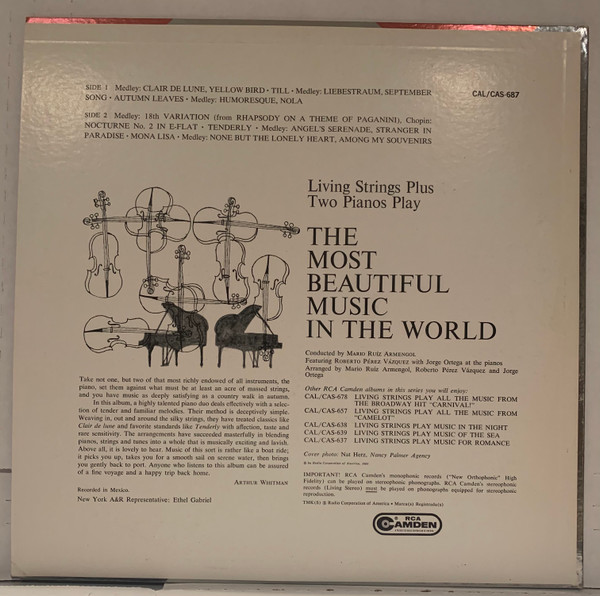 SIDE 1 Medley: CLAIR DE LUNE, YELLOW BIRD • TILL • Medley: LIEBESTRAUM, SEPTEMBER
SONG • AUTUMN LEAVES • Medley: HUMORESQUE, NOLA
CAL/CAS-687
SIDE 2 Medley: 18th VARIATION (from RHAPSODY ON A THEME OF PAGANINI), Chopin:
NOCTURNE No. 2 IN E-FLAT • TENDERLY • Medley: ANGEL'S SERENADE, STRANGER IN
PARADISE • MONA LISA • Medley: NONE BUT THE LONELY HEART, AMONG MY SOUVENIRS
Living Strings Plus
Two Pianos Play
THE
MOST
BEAUTIFUL
MUSIC
IN THE WORLD
Conducted by MARIO RUIZ ARMENGOL
Featuring ROBERTO PÉREZ VÁZQUEZ with Jorge Ortega at the pianos
Arranged by Mario Ruiz Armengol, Roberto Pérez Vázquez and Jorge
Ortega
Other RCA Camden albums in this series you will enjoy:
CAL/CAS-678 LIVING STRINGS PLAY ALL THE MUSIC FROM
THE BROADWAY HIT "CARNIVAL!"
CAL/CAS-657 LIVING STRINGS PLAY ALL THE MUSIC FROM
"CAMELOT"
CAL/CAS-638 LIVING STRINGS PLAY MUSIC IN THE NIGHT
CAL/CAS-639 LIVING STRINGS PLAY MUSIC OF THE SEA
CAL/CAS-637 LIVING STRINGS PLAY MUSIC FOR ROMANCE
Cover photo: Nat Hertz, Nancy Palmer Agency
© by Radio Corporation of America, 1962
IMPORTANT: RCA Camden's monophonic records ("New Orthophonic" High
Fidelity) can be played on stereophonic phonographs. RCA Camden's stereophonic
records (Living Stereo) must be played on phonographs equipped for stereophonic
reproduction.
TMK(S) ® Radio Corporation of America • Marca(s) Registrada(s)
RCA
CAMDEN
Take not one, but two of that most richly endowed of all instruments, the
piano, set them against what must be at least an acre of massed strings,
and you have music as deeply satisfying as a country walk in autumn.
In this album, a highly talented piano duo deals effectively with a selec-
tion of tender and familiar melodies. Their method is deceptively simple.
Weaving in, out and around the silky strings, they have treated classics like
Clair de lune and favorite standards like Tenderly with affection, taste and
rare sensitivity. The arrangements have succeeded masterfully in blending
pianos, strings and tunes into a whole that is musically exciting and lavish.
Above all, it is lovely to hear. Music of this sort is rather like a boat ride;
it picks you up, takes you for a smooth sail on serene water, then brings
you gently back to port. Anyone who listens to this album can be assured
of a fine voyage and a happy trip back home.
ARTHUR WHITMAN
Recorded in Mexico.
New York A&R Representative: Ethel Gabriel